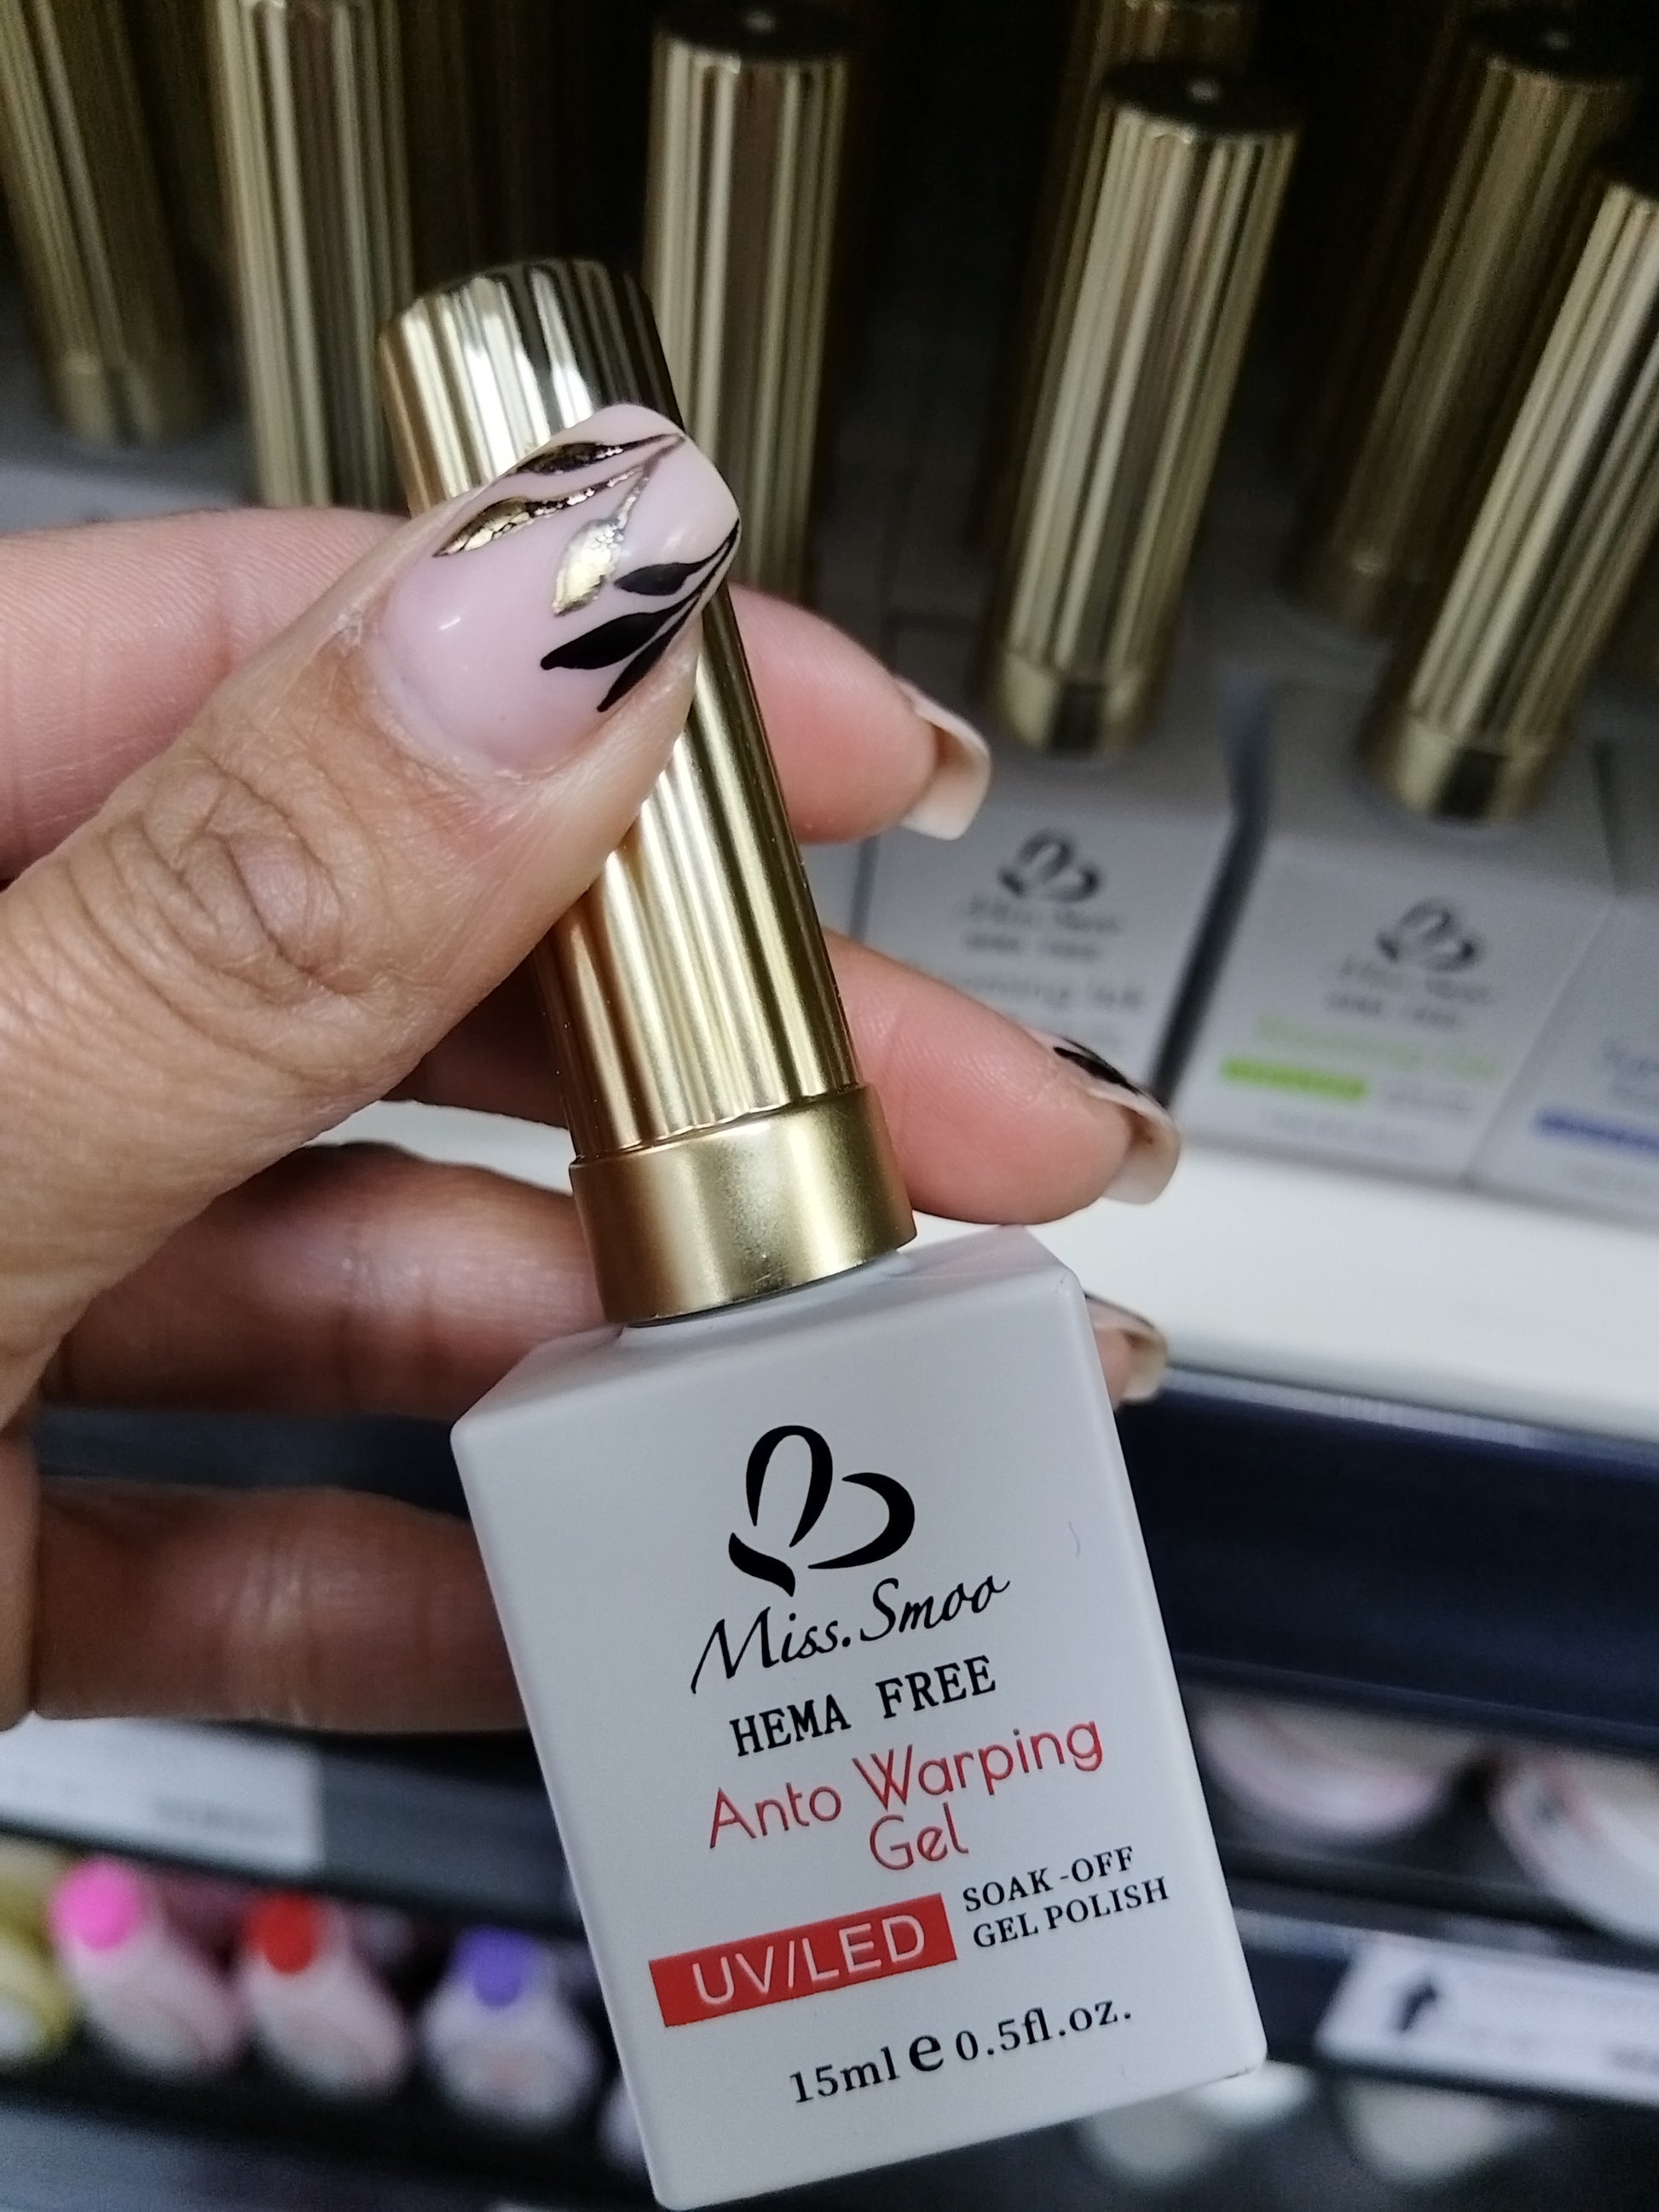 Miss.Smoo
HEMA FREE
Anto Warping
Gel
UV/LED
SOAK-OFF
GEL POLISH
15ml e 0.5fl.oz.